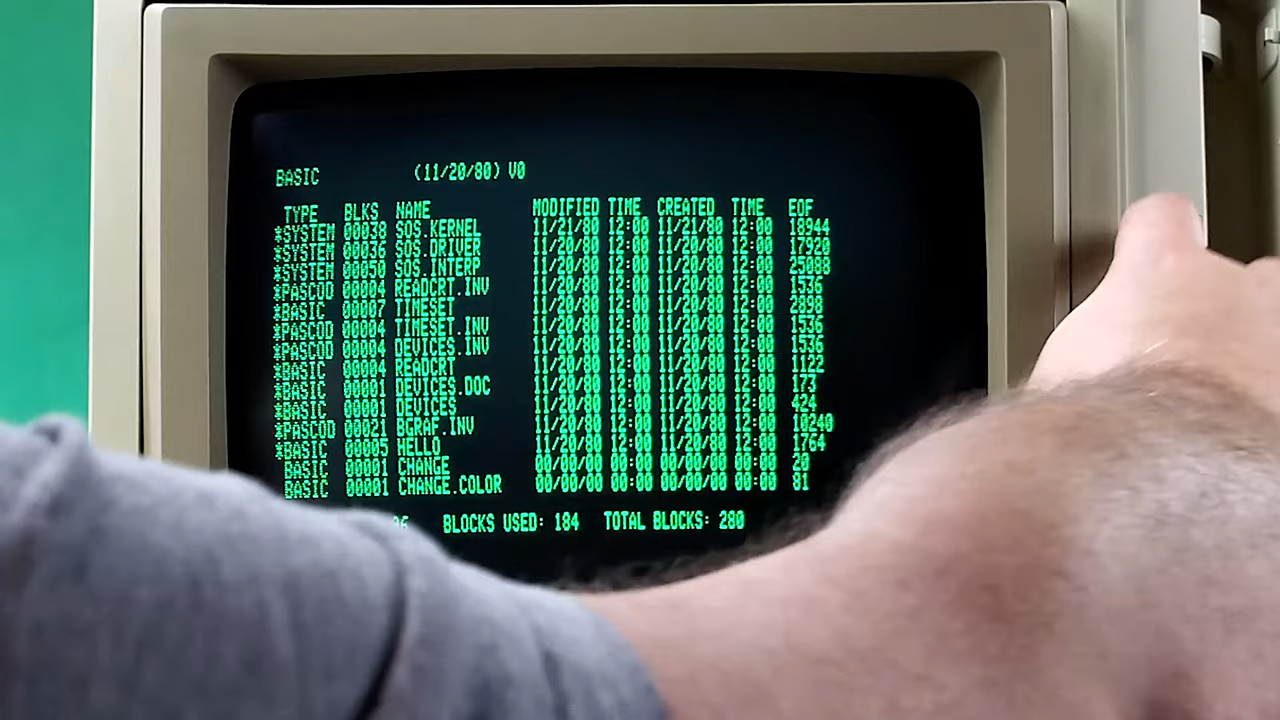 BASIC (11/20/80) V0
TYPE BLKS NAME MODIFIED TIME CREATED TIME EOF
*SYSTEM 00038 SOS.KERNEL 11/21/80 12:00 11/21/80 12:00 18944
*SYSTEM 00036 SOS.DRIVER 11/20/80 12:00 11/20/80 12:00 17920
*SYSTEM 00050 SOS.INTERP 11/20/80 12:00 11/20/80 12:00 25088
*PASCOD 00004 READCRT.INV 11/20/80 12:00 11/20/80 12:00 1536
*BASIC 00007 TIMESET 11/20/80 12:00 11/20/80 12:00 2898
*PASCOD 00004 TIMESET.INV 11/20/80 12:00 11/20/80 12:00 1536
*PASCOD 00004 DEVICES.INV 11/20/80 12:00 11/20/80 12:00 1536
*BASIC 00004 READCRT 11/20/80 12:00 11/20/80 12:00 1122
*BASIC 00001 DEVICES.DOC 11/20/80 12:00 11/20/80 12:00 173
*BASIC 00001 DEVICES 11/20/80 12:00 11/20/80 12:00 424
*PASCOD 00021 BGRAF.INV 11/20/80 12:00 11/20/80 12:00 10240
*BASIC 00005 HELLO 11/20/80 12:00 11/20/80 12:00 1764
BASIC 00001 CHANGE 00/00/00 00:00 00/00/00 00:00 20
BASIC 00001 CHANGE.COLOR 00/00/00 00:00 00/00/00 00:00 81
BLOCKS USED: 184 TOTAL BLOCKS: 280